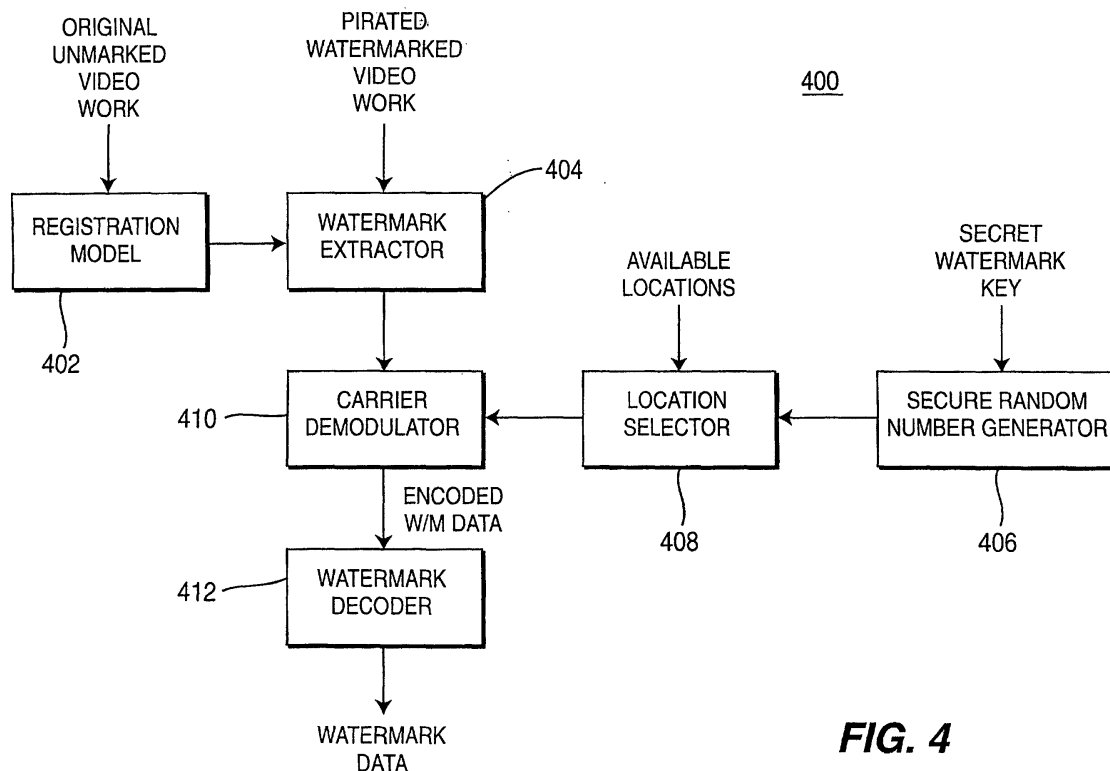 ORIGINAL
UNMARKED
VIDEO
WORK
PIRATED
WATERMARKED
VIDEO
WORK
400
404
REGISTRATION
MODEL
WATERMARK
EXTRACTOR
402
AVAILABLE
LOCATIONS
SECRET
WATERMARK
KEY
410
CARRIER
DEMODULATOR
LOCATION
SELECTOR
SECURE RANDOM
NUMBER GENERATOR
ENCODED
W/M DATA
408
406
412
WATERMARK
DECODER
WATERMARK
DATA
FIG. 4